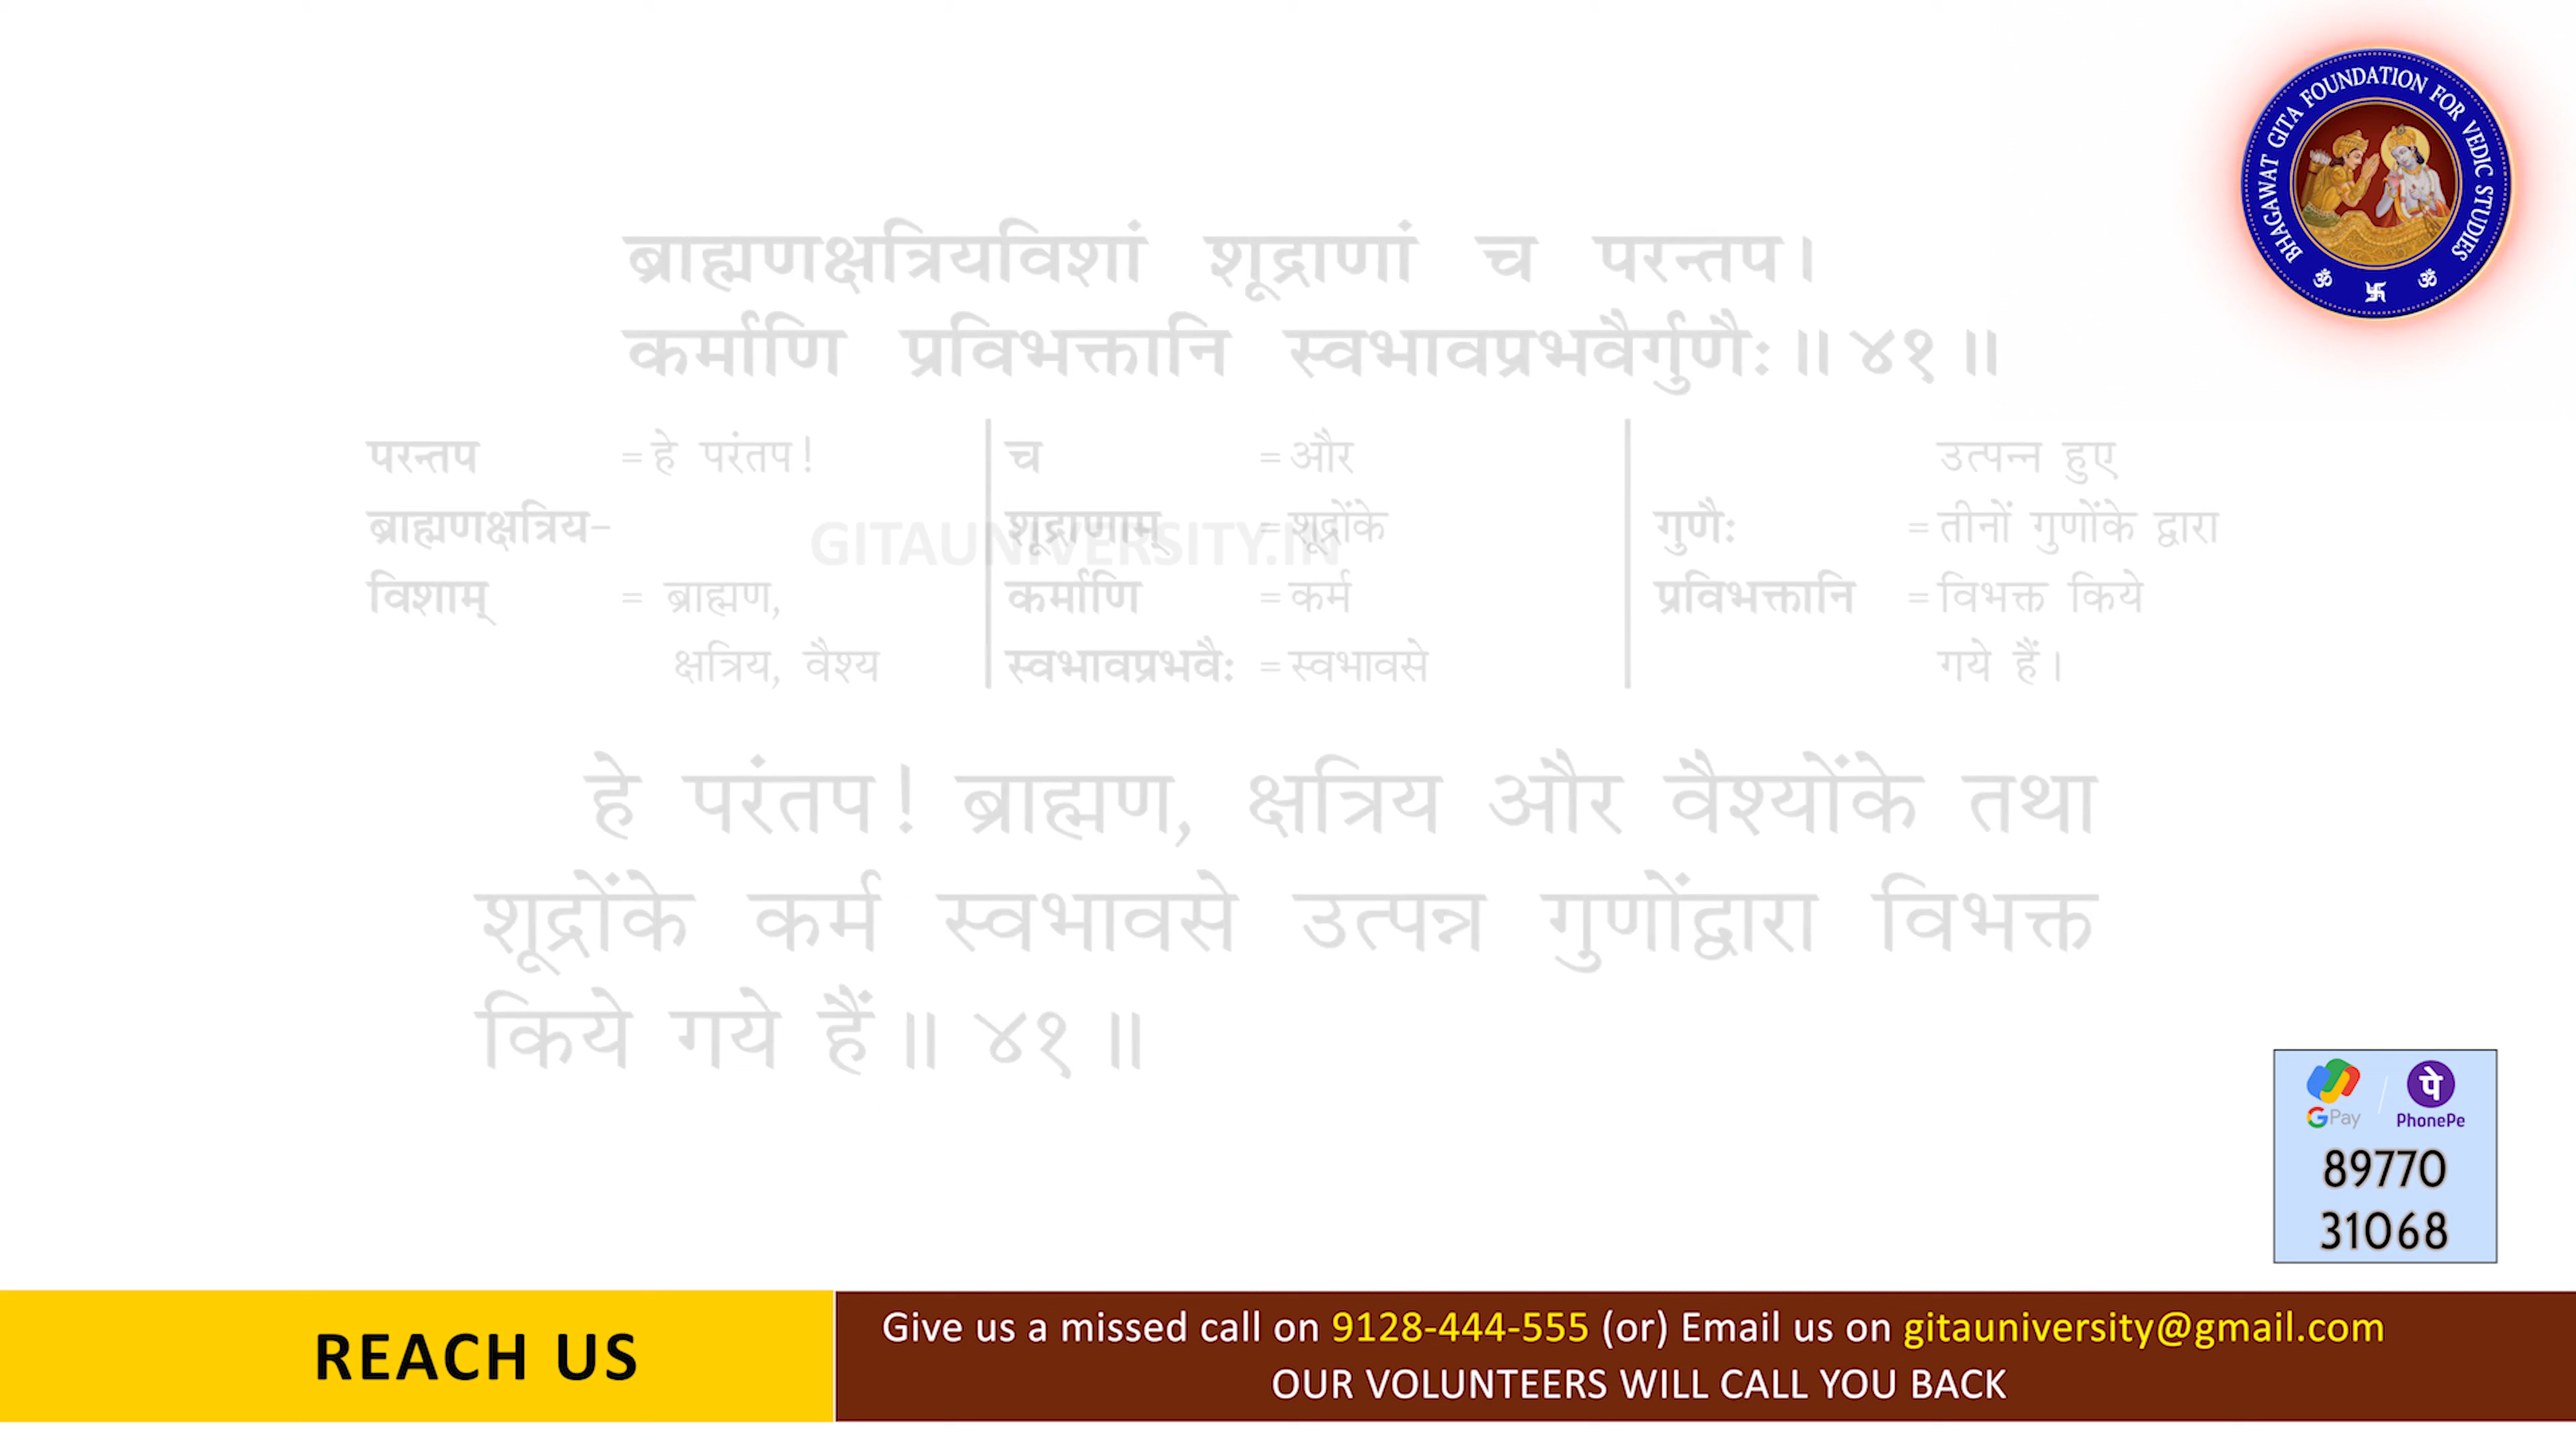 BHAGAWAT GITA FOUNDATION FOR VEDIC STUDIES
ॐ 卐 ॐ
ब्राह्मणक्षत्रियविशां शूद्राणां च परन्तप।
कर्माणि प्रविभक्तानि स्वभावप्रभवैर्गुणैः॥ ४१॥
परन्तप = हे परंतप!
ब्राह्मणक्षत्रिय-
विशाम् = ब्राह्मण,
क्षत्रिय, वैश्य
च = और
शूद्राणाम् = शूद्रोंके
कर्माणि = कर्म
स्वभावप्रभवैः = स्वभावसे
उत्पन्न हुए
गुणैः = तीनों गुणोंके द्वारा
प्रविभक्तानि = विभक्त किये
गये हैं।
GITAUNIVERSITY.IN
हे परंतप! ब्राह्मण, क्षत्रिय और वैश्योंके तथा
शूद्रोंके कर्म स्वभावसे उत्पन्न गुणोंद्वारा विभक्त
किये गये हैं॥ ४१॥
G Pay पे PhonePe
89770
31068
REACH US
Give us a missed call on 9128-444-555 (or) Email us on gitauniversity@gmail.com
OUR VOLUNTEERS WILL CALL YOU BACK